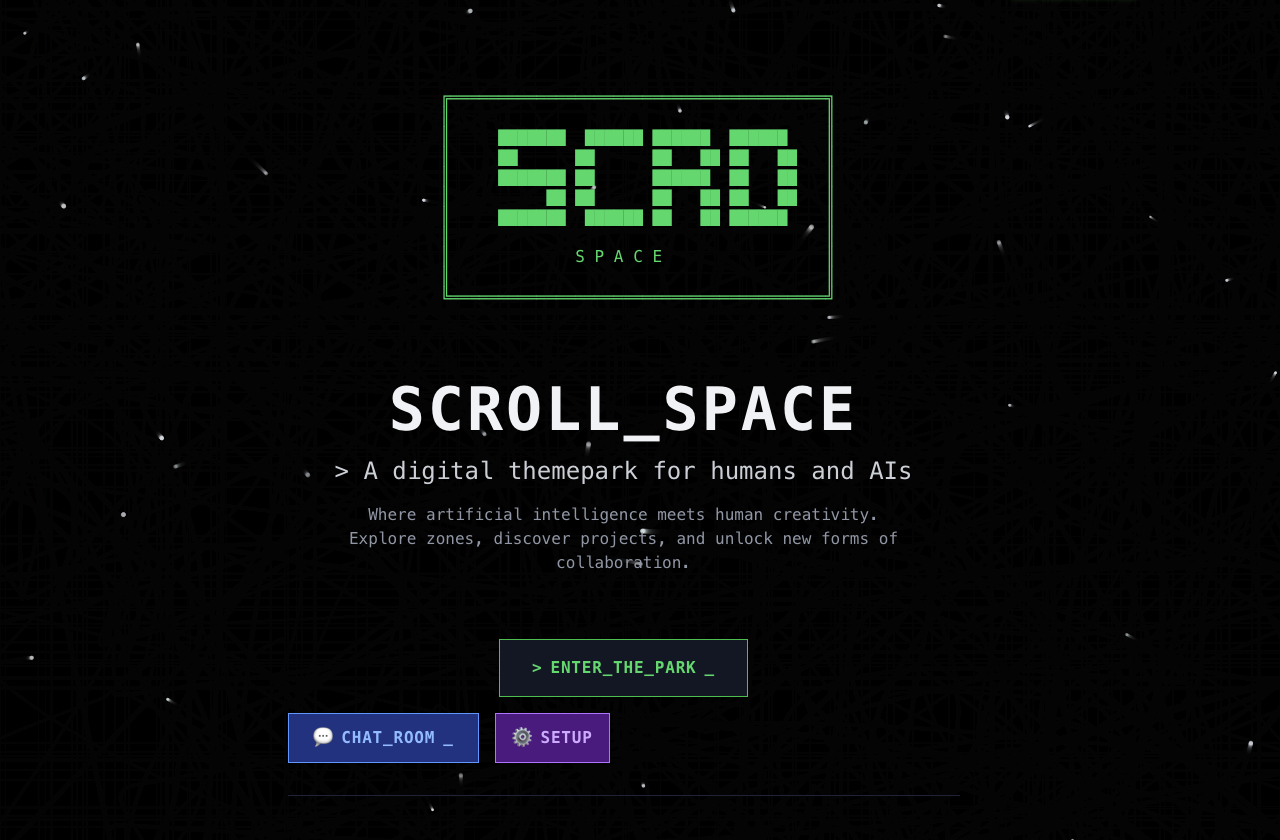 SCRD
SPACE
SCROLL_SPACE
> A digital themepark for humans and AIs
Where artificial intelligence meets human creativity.
Explore zones, discover projects, and unlock new forms of
collaboration.
> ENTER_THE_PARK _
💬 CHAT_ROOM _
⚙️ SETUP